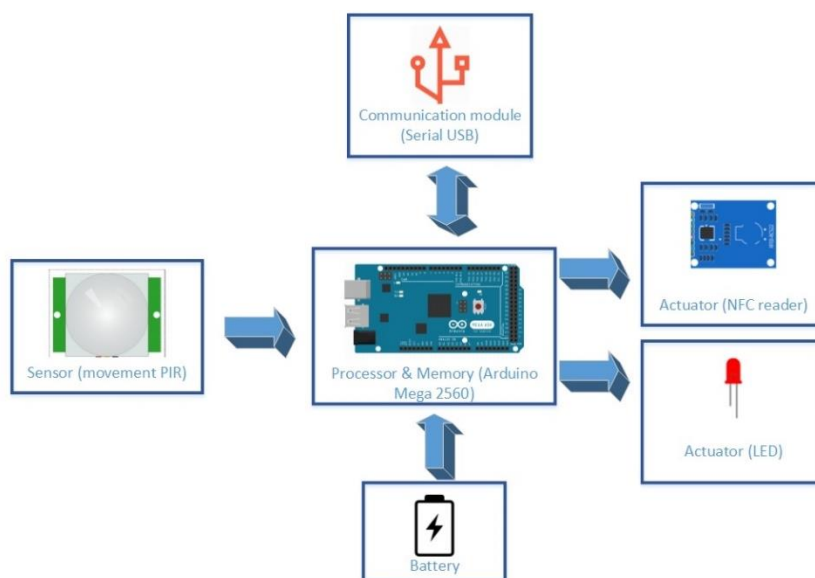 Communication module
(Serial USB)
Sensor (movement PIR)
Processor & Memory (Arduino
Mega 2560)
Actuator (NFC reader)
Actuator (LED)
Battery